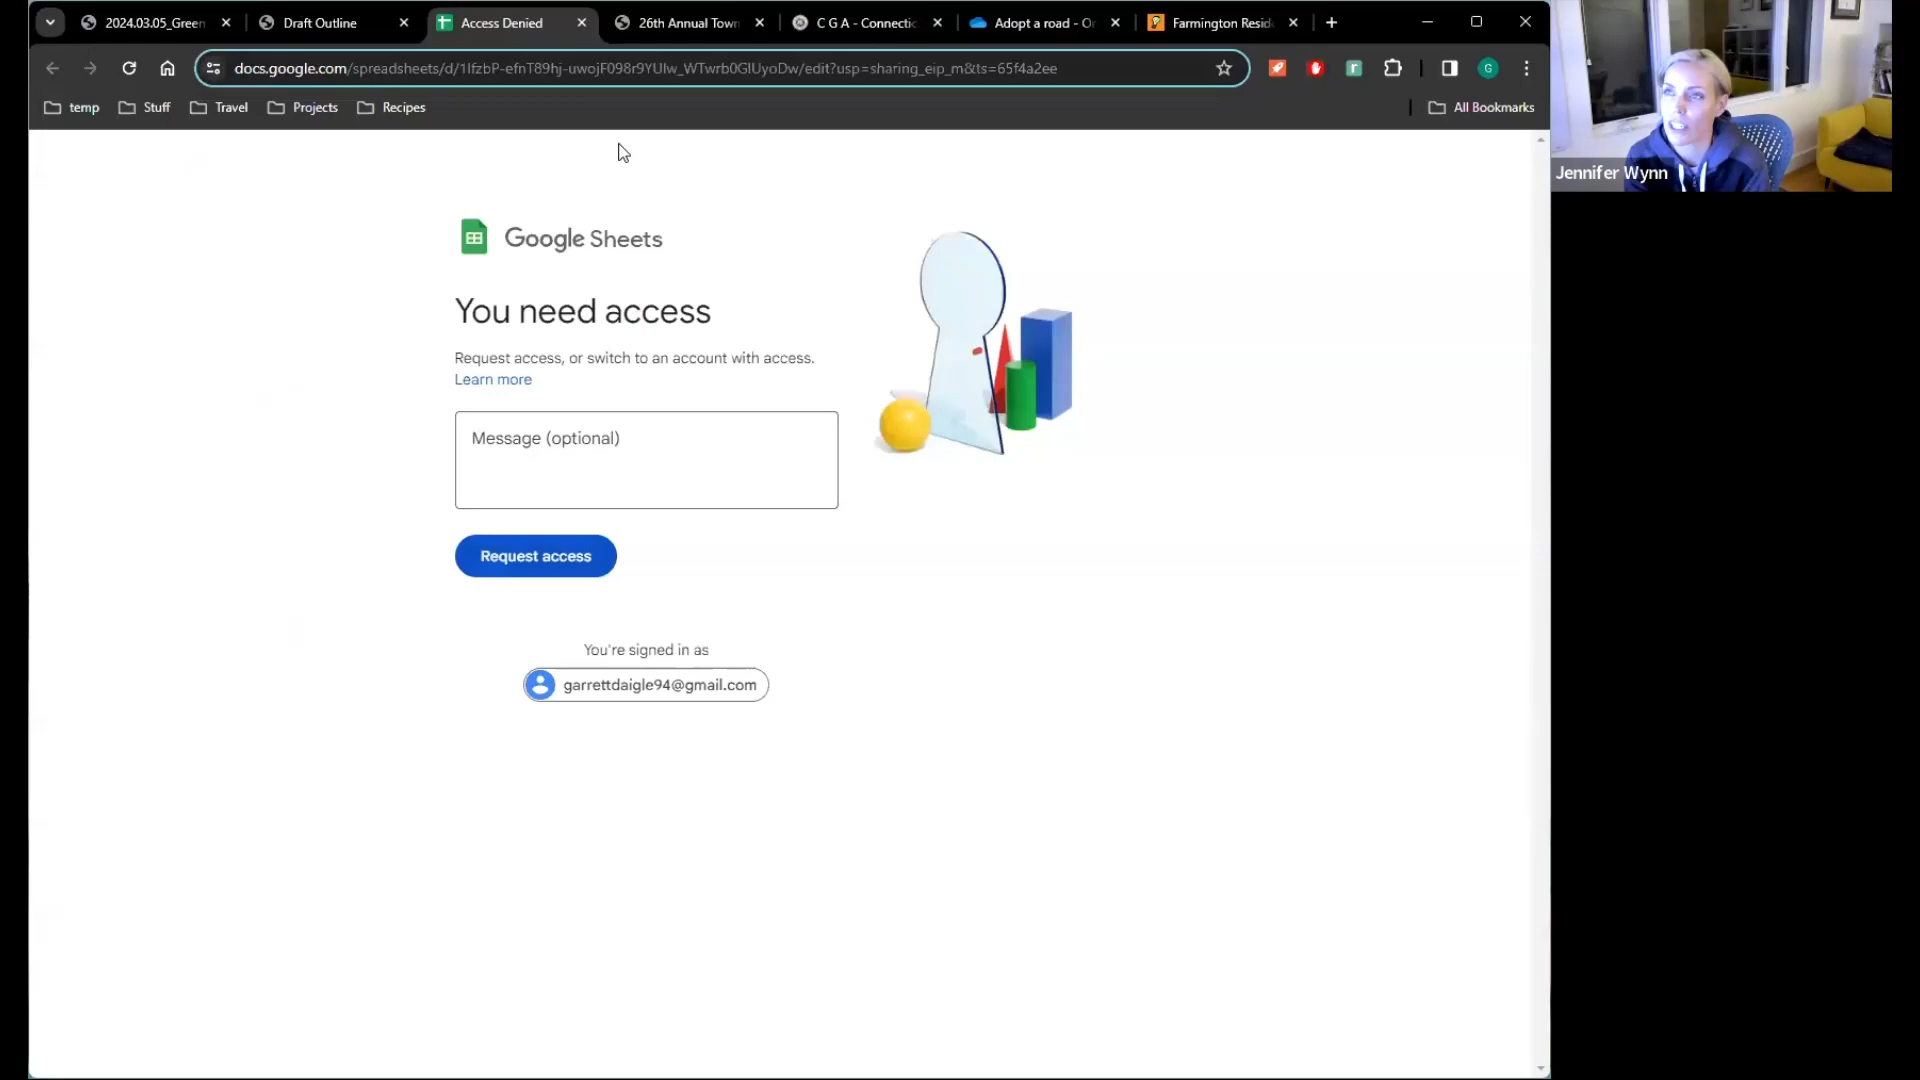 2024.03.05_Green
Draft Outline
Access Denied
26th Annual Town
C G A - Connectic
Adopt a road - On
Farmington Resid
docs.google.com/spreadsheets/d/1IfzbP-efnT89hj-uwojF098r9YUlw_WTwrb0GlUyoDw/edit?usp=sharing_eip_m&ts=65f4a2ee
G
temp
Stuff
Travel
Projects
Recipes
All Bookmarks
Jennifer Wynn
Google Sheets
You need access
Request access, or switch to an account with access.
Learn more
Message (optional)
Request access
You're signed in as
garrettdaigle94@gmail.com